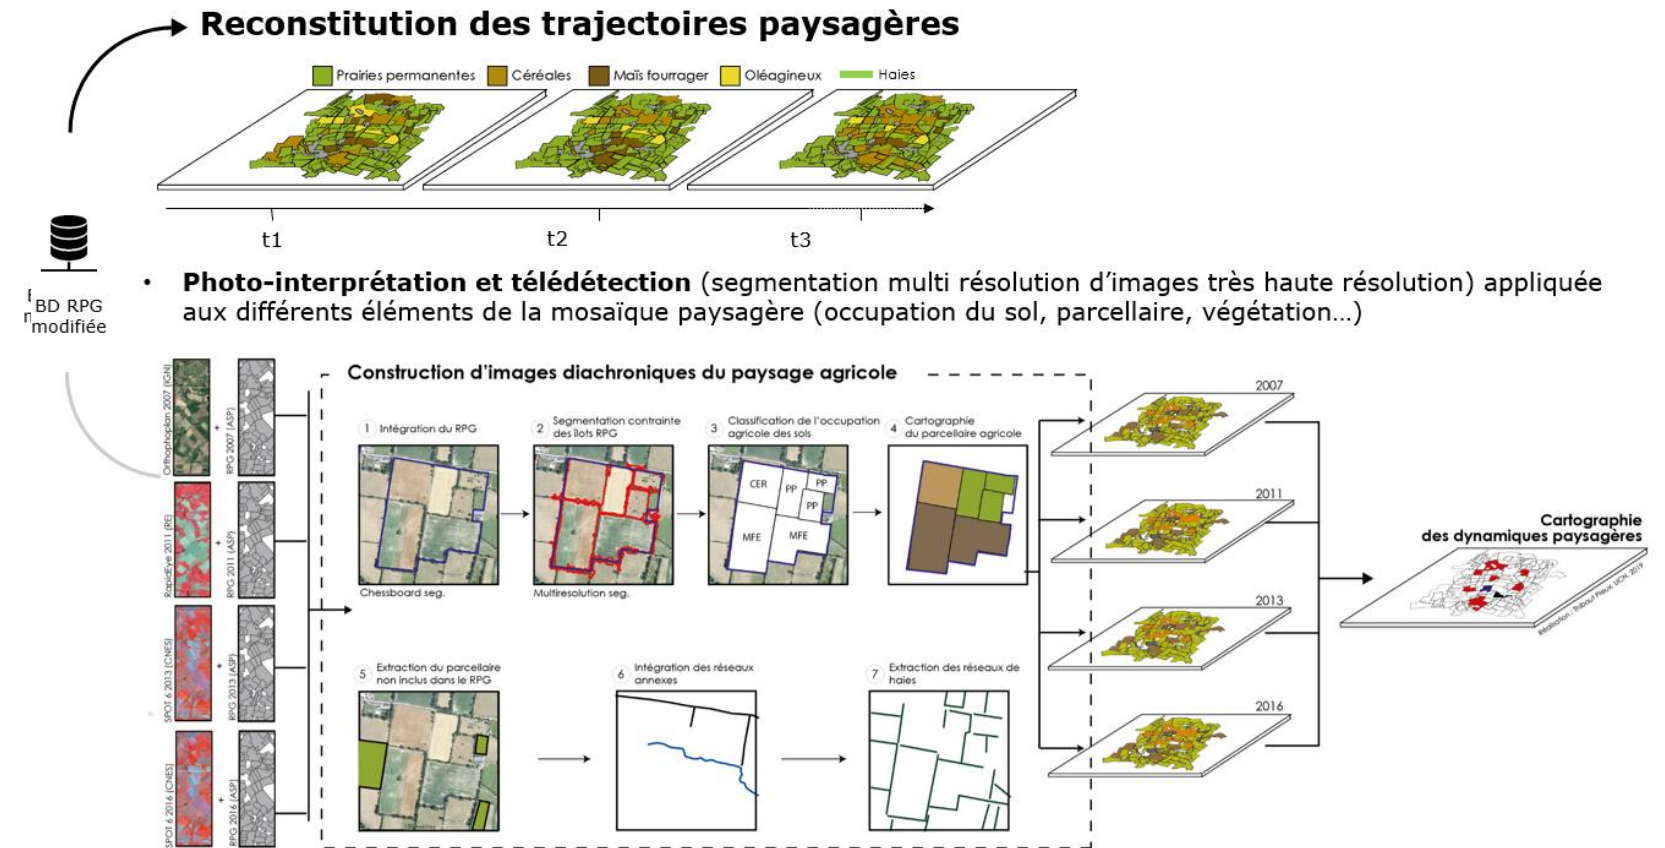 Reconstitution des trajectoires paysagères
Prairies permanentes Céréales Maïs fourrager Oléagineux Haies
t1 t2 t3
BD RPG
modifiée
• Photo-interprétation et télédétection (segmentation multi résolution d’images très haute résolution) appliquée
aux différents éléments de la mosaïque paysagère (occupation du sol, parcellaire, végétation…)
Orthophoplan 2007 (IGN)
+
RPG 2007 (ASP)
RapidEye 2011 (RE)
+
RPG 2011 (ASP)
SPOT 6 2013 (CNES)
+
RPG 2013 (ASP)
SPOT 6 2016 (CNES)
+
RPG 2016 (ASP)
Construction d’images diachroniques du paysage agricole
1 Intégration du RPG
Chessboard seg.
2 Segmentation contrainte
des îlots RPG
Multiresolution seg.
3 Classification de l’occupation
agricole des sols
CER PP PP
PP
MFE MFE
4 Cartographie
du parcellaire agricole
5 Extraction du parcellaire
non inclus dans le RPG
6 Intégration des réseaux
annexes
7 Extraction des réseaux de
haies
2007
2011
2013
2016
Cartographie
des dynamiques paysagères
Réalisation : Thibaut Preux, UCN, 2019